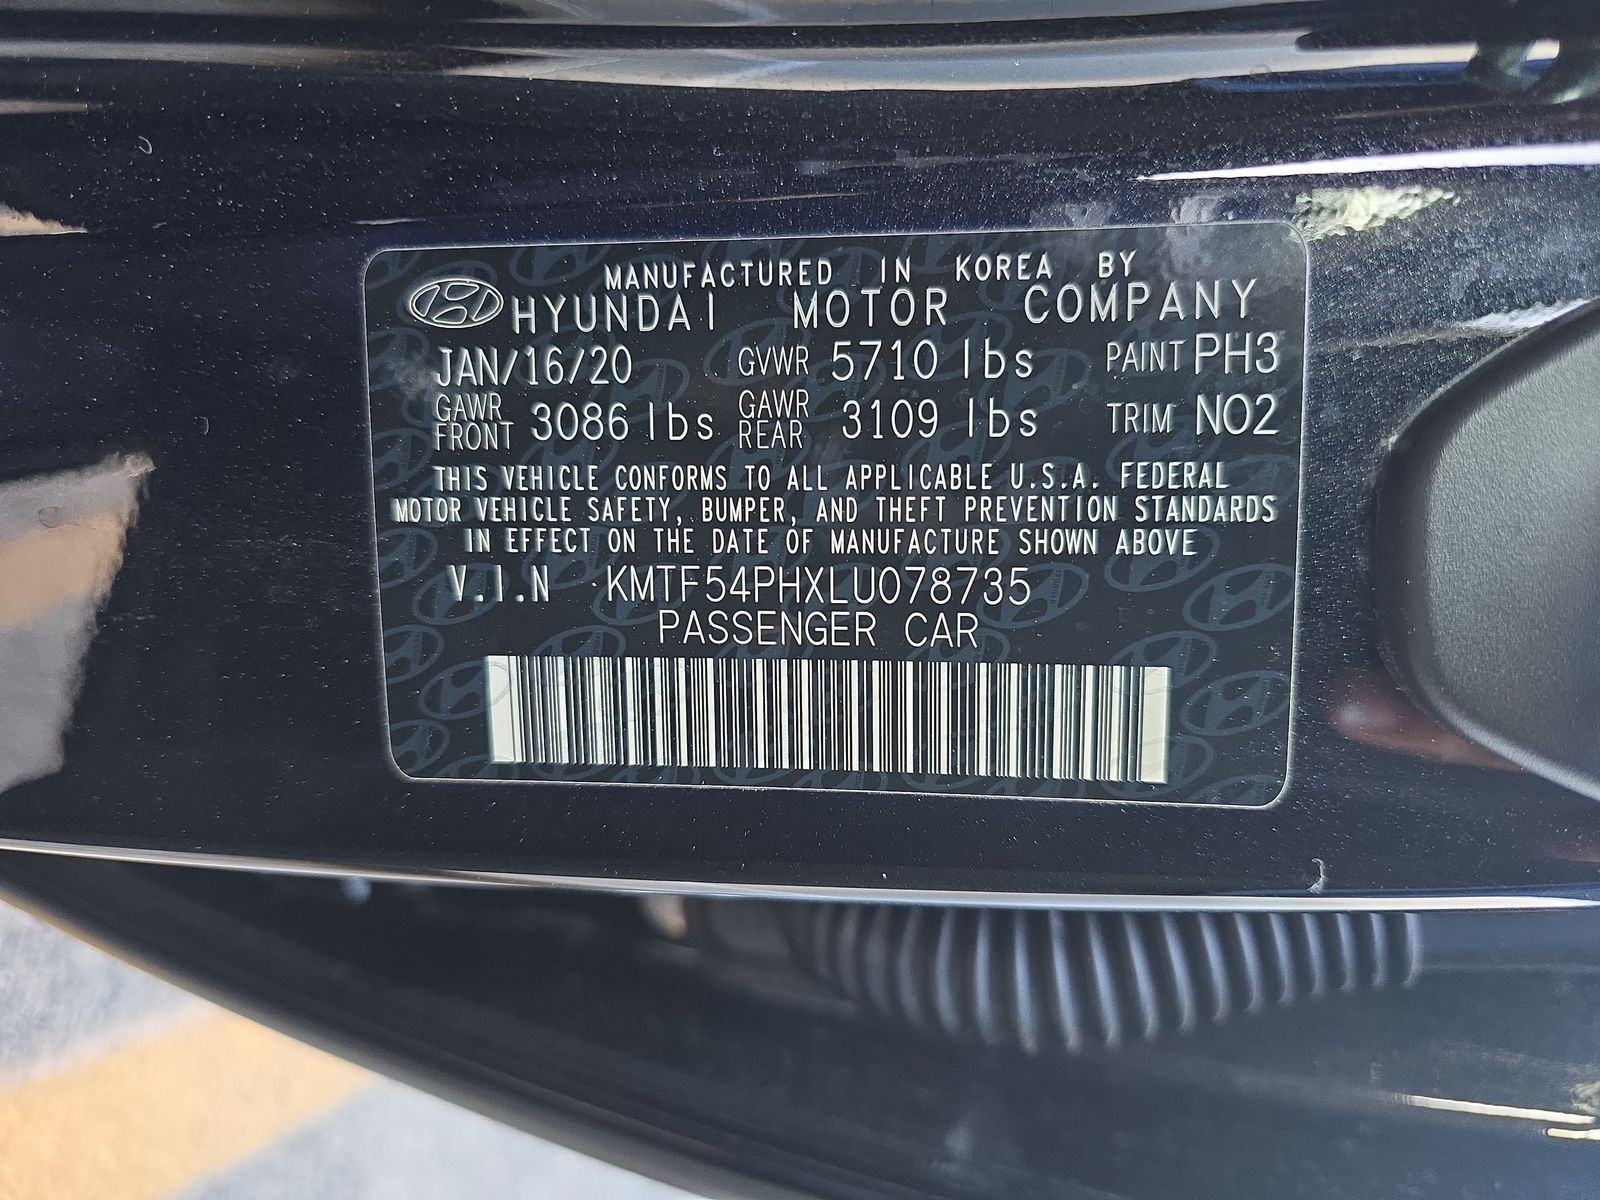 MANUFACTURED IN KOREA BY
HYUNDAI MOTOR COMPANY
JAN/16/20 GVWR 5710 lbs PAINT PH3
GAWR FRONT 3086 lbs GAWR REAR 3109 lbs TRIM NO2
THIS VEHICLE CONFORMS TO ALL APPLICABLE U.S.A. FEDERAL
MOTOR VEHICLE SAFETY, BUMPER, AND THEFT PREVENTION STANDARDS
IN EFFECT ON THE DATE OF MANUFACTURE SHOWN ABOVE
V.I.N KMTF54PHXLU078735
PASSENGER CAR